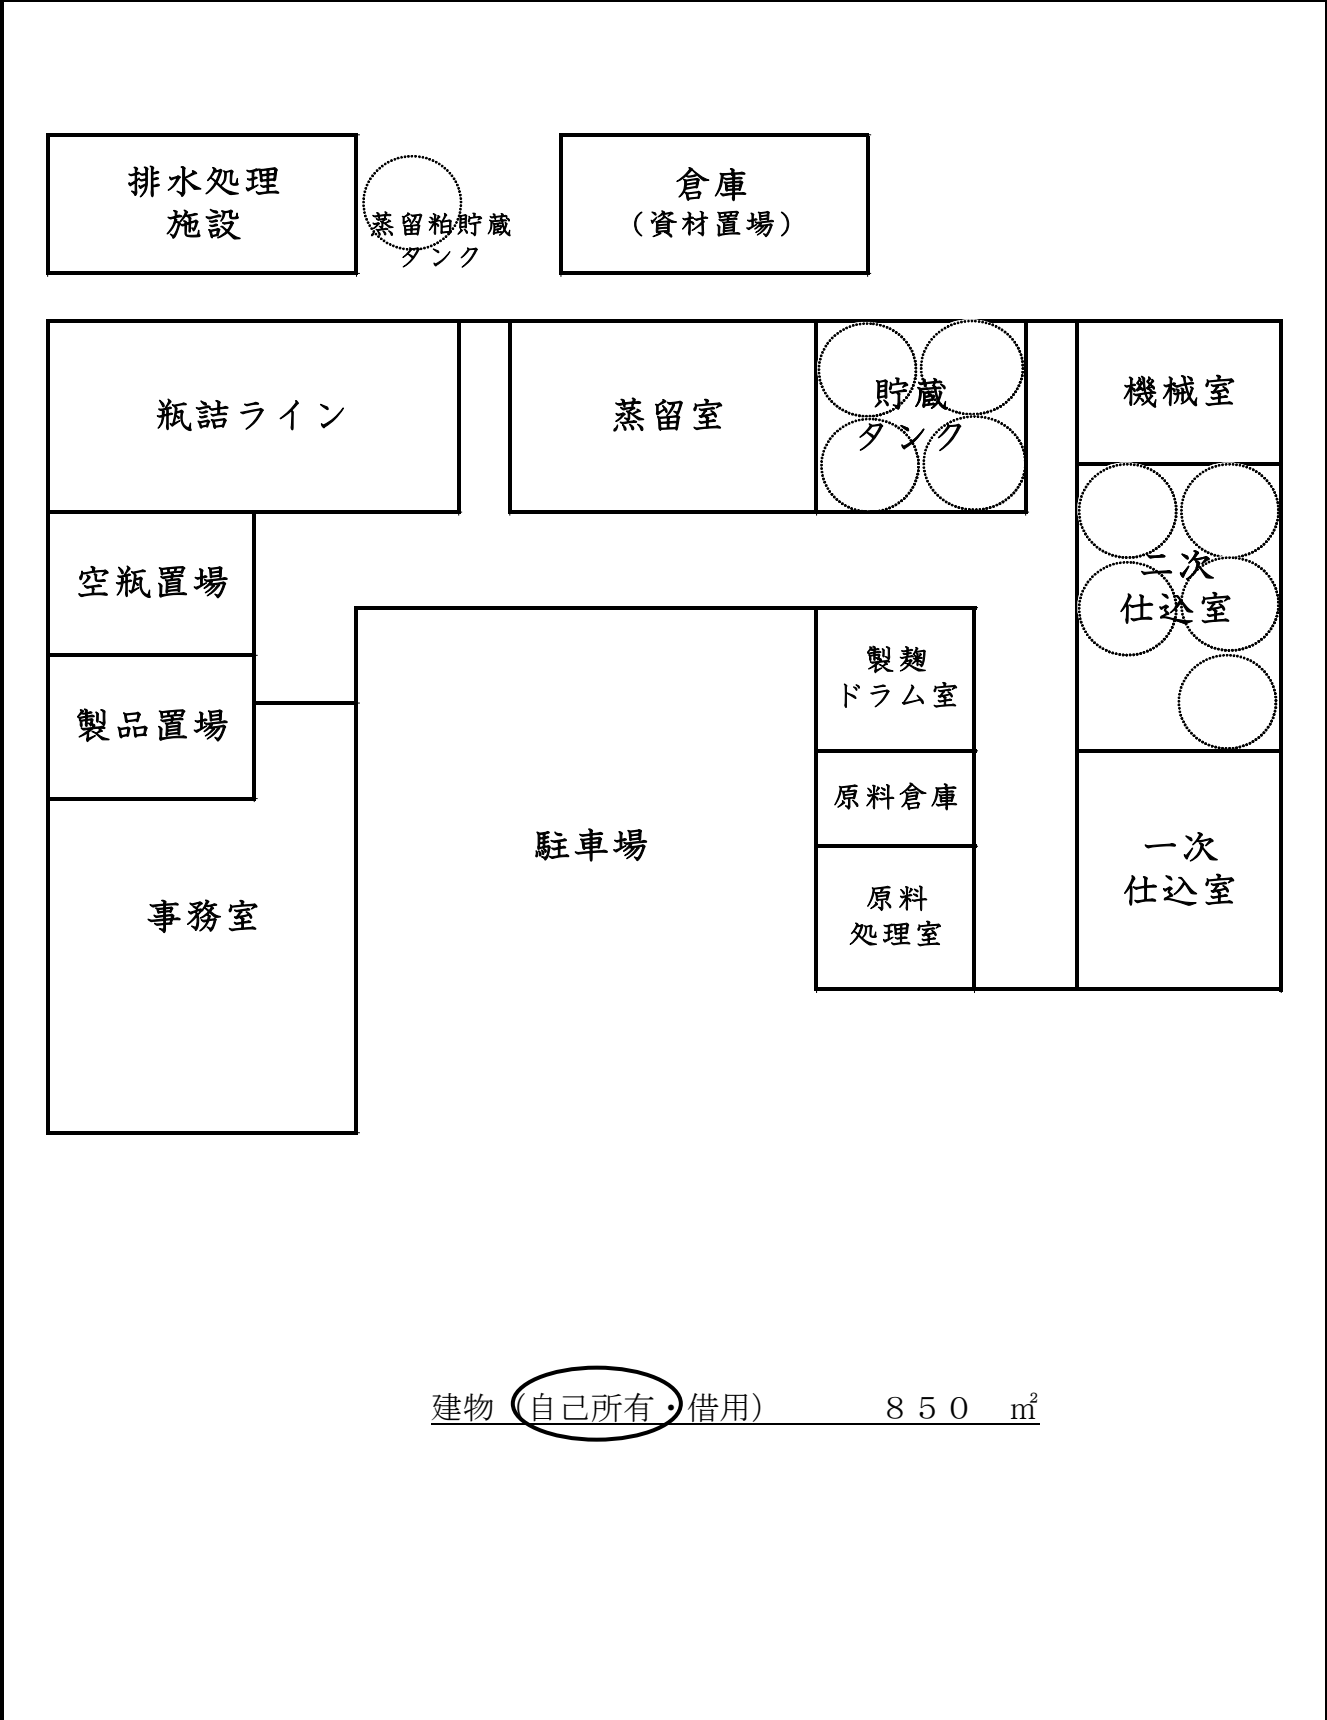 排水処理
施設
蒸留粕貯蔵
タンク
倉庫
（資材置場）
瓶詰ライン
蒸留室
貯蔵
タンク
機械室
空瓶置場
二次
仕込室
製麹
ドラム室
製品置場
原料倉庫
駐車場
一次
仕込室
事務室
原料
処理室
建物（自己所有・借用）　８５０　㎡